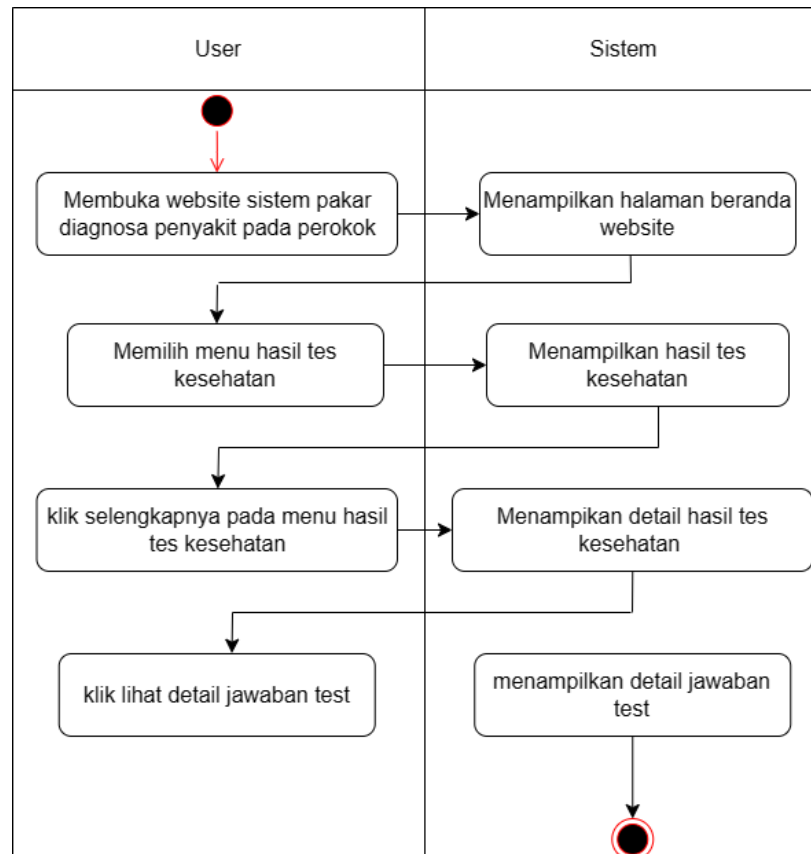 User
Sistem
Membuka website sistem pakar
diagnosa penyakit pada perokok
Menampilkan halaman beranda
website
Memilih menu hasil tes
kesehatan
Menampilkan hasil tes
kesehatan
klik selengkapnya pada menu hasil
tes kesehatan
Menampikan detail hasil tes
kesehatan
klik lihat detail jawaban test
menampilkan detail jawaban
test